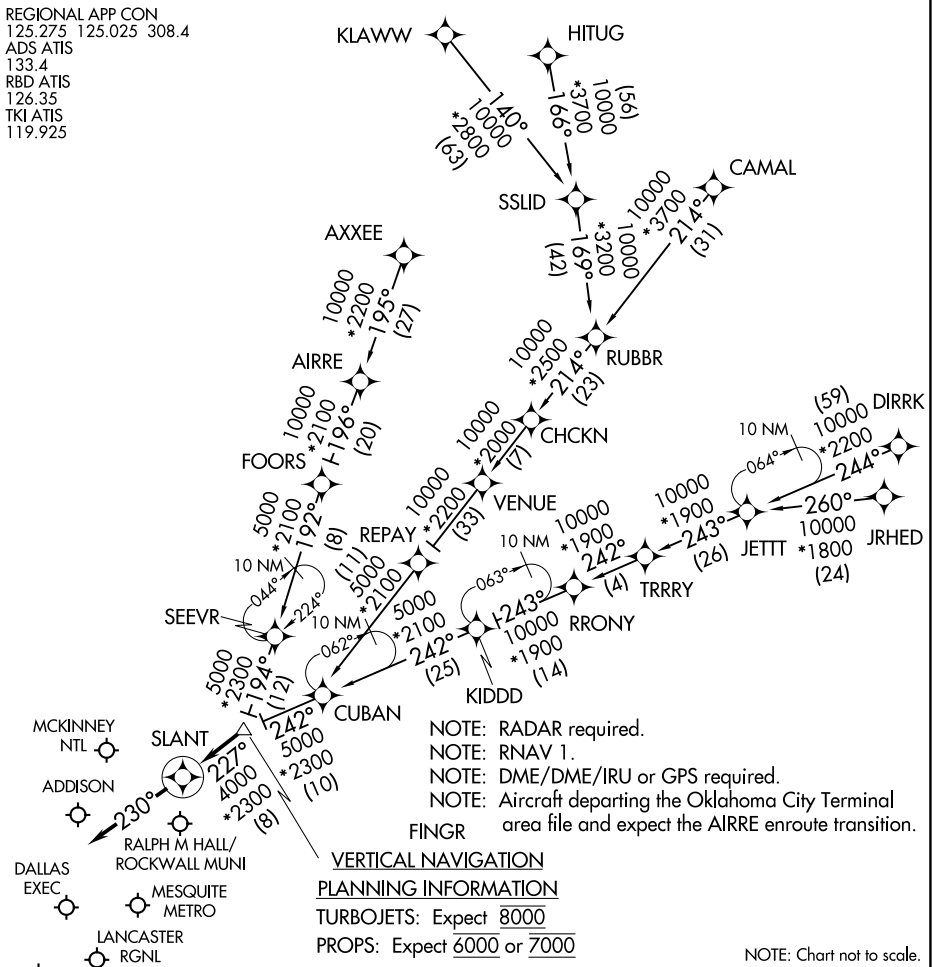 REGIONAL APP CON
125.275 125.025 308.4
ADS ATIS
133.4
RBD ATIS
126.35
TKI ATIS
119.925
KLAWW
HITUG
140°
10000
*2800
(63)
(56)
10000
*3700
166°
CAMAL
10000
*3700
214°
(31)
SSLID
10000
*3200
169°
(42)
AXXEE
10000
*2200
195°
(27)
RUBBR
10000
*2500
214°
(23)
AIRRE
10000
*2100
196°
(20)
CHCKN
10000
*2000
(7)
DIRRK
(59)
10000
*2200
244°
10 NM
064°
FOORS
VENUE
10000
*2200
(33)
260°
10000
*1800
(24)
JRHED
JETTT
10000
*1900
243°
(26)
5000
*2100
192°
(8)
REPAY
(11)
5000
*2100
10000
*1900
242°
(4)
TRRRY
10 NM
063°
10 NM
044°
224°
SEEVR
243°
10000
*1900
(14)
RRONY
10 NM
062°
5000
*2100
242°
(25)
KIDDD
5000
*2300
194°
(12)
CUBAN
242°
5000
*2300
(10)
MCKINNEY
NTL
SLANT
227°
4000
*2300
(8)
ADDISON
230°
RALPH M HALL/
ROCKWALL MUNI
DALLAS
EXEC
MESQUITE
METRO
LANCASTER
RGNL
NOTE: RADAR required.
NOTE: RNAV 1.
NOTE: DME/DME/IRU or GPS required.
NOTE: Aircraft departing the Oklahoma City Terminal
area file and expect the AIRRE enroute transition.
FINGR
VERTICAL NAVIGATION
PLANNING INFORMATION
TURBOJETS: Expect 8000
PROPS: Expect 6000 or 7000
NOTE: Chart not to scale.